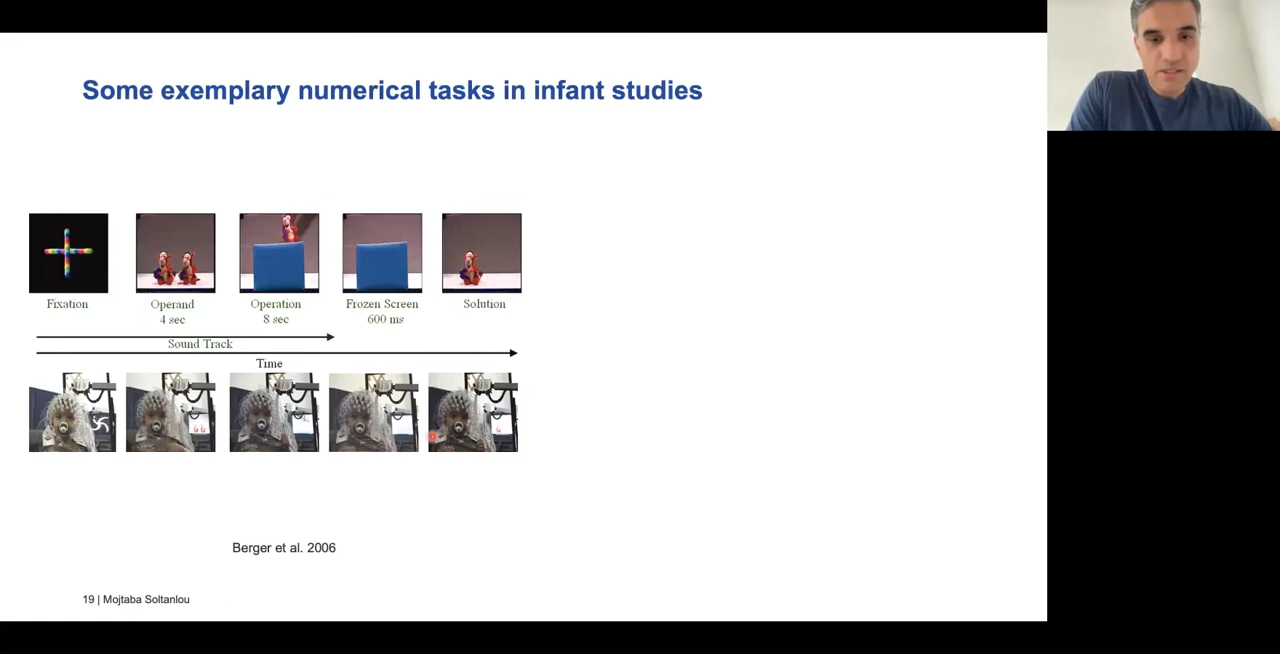 Some exemplary numerical tasks in infant studies
Fixation
Operand
4 sec
Operation
8 sec
Frozen Screen
600 ms
Solution
Sound Track
Time
Berger et al. 2006
19 | Mojtaba Soltanlou